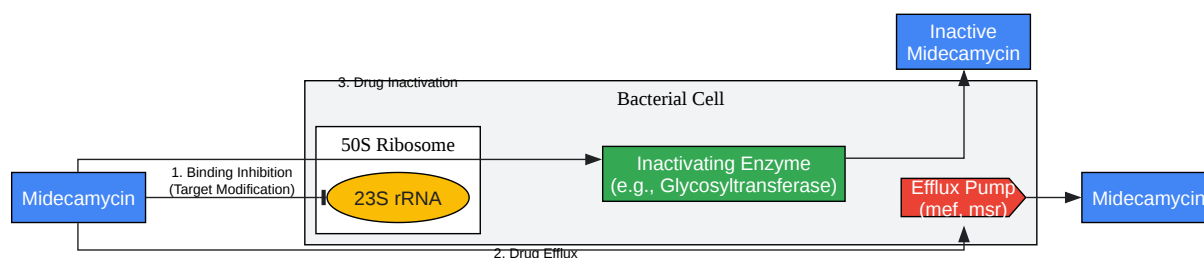 Inactive
Midecamycin
3. Drug Inactivation
Bacterial Cell
50S Ribosome
1. Binding Inhibition
(Target Modification)
Midecamycin
23S rRNA
Inactivating Enzyme
(e.g., Glycosyltransferase)
Efflux Pump
(mef, msr)
Midecamycin
2. Drug Efflux